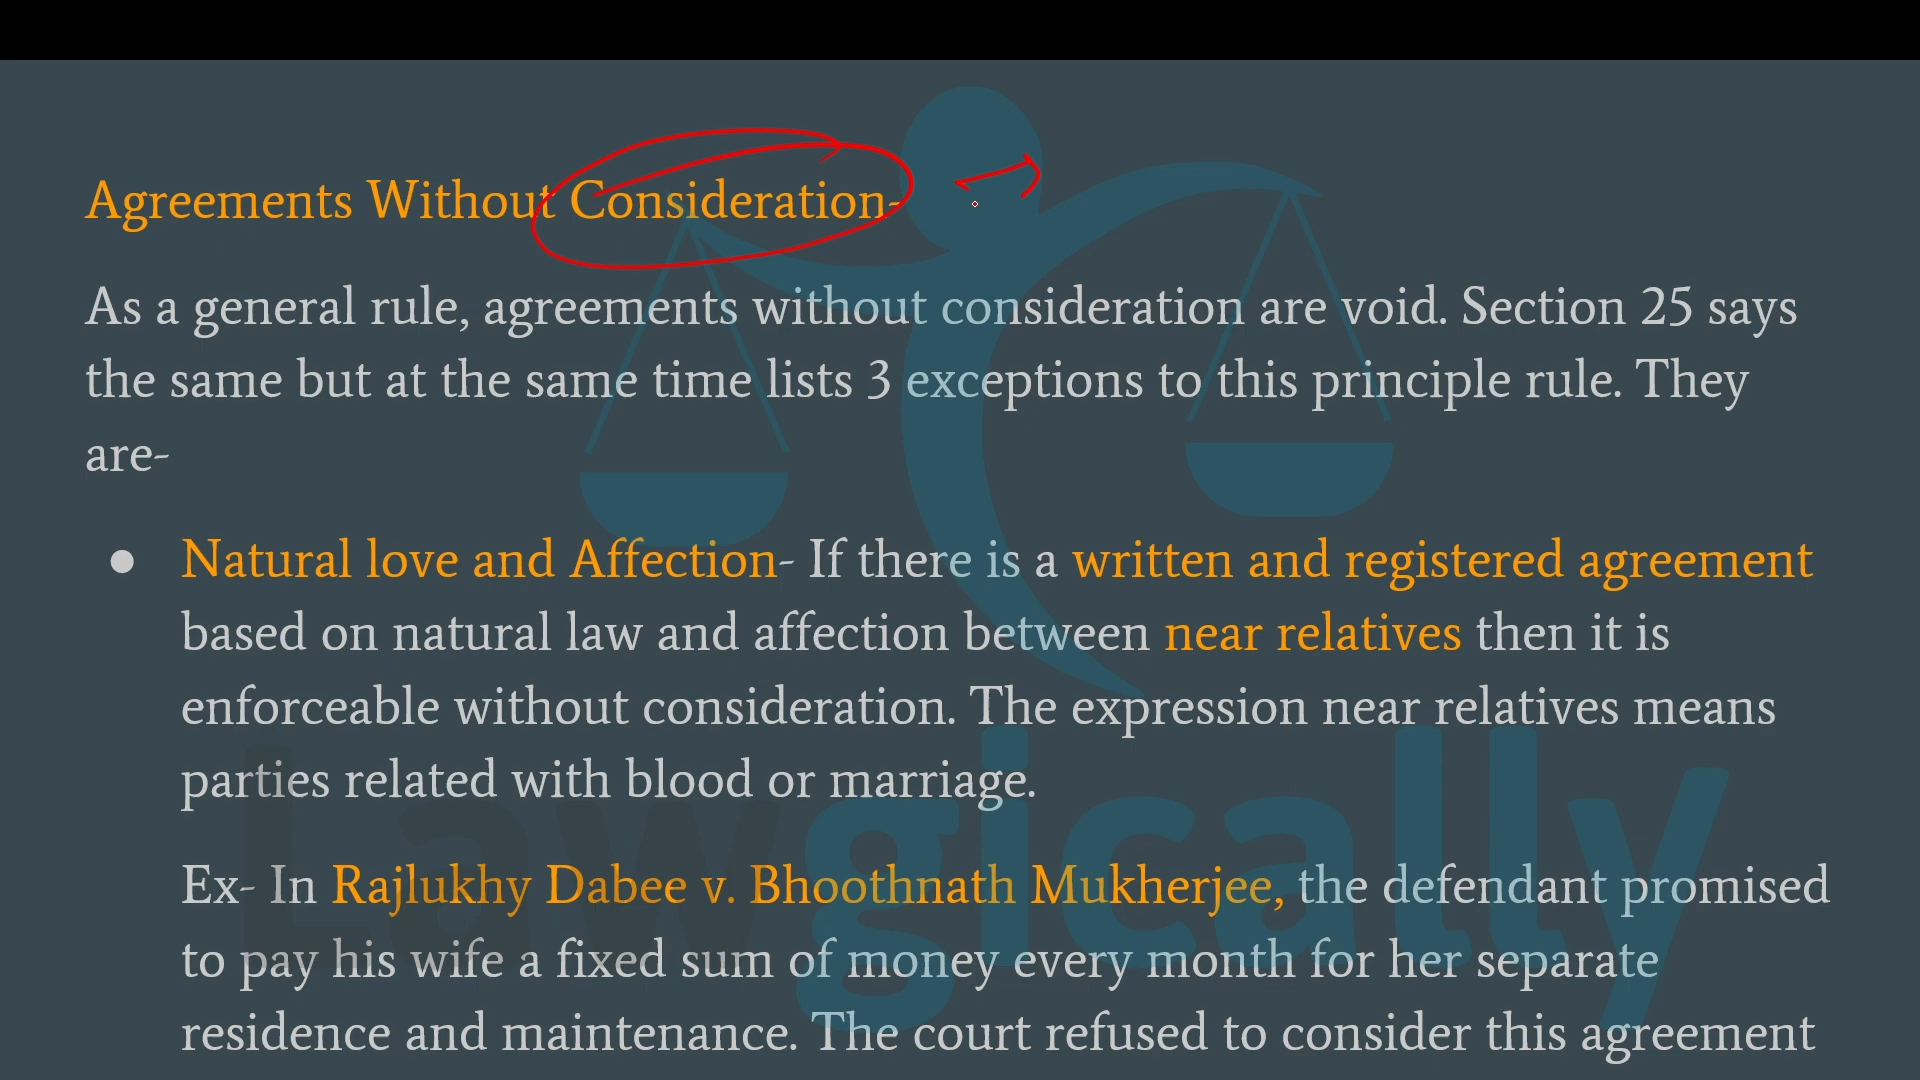 Agreements Without Consideration-
As a general rule, agreements without consideration are void. Section 25 says
the same but at the same time lists 3 exceptions to this principle rule. They
are-
● Natural love and Affection- If there is a written and registered agreement
based on natural law and affection between near relatives then it is
enforceable without consideration. The expression near relatives means
parties related with blood or marriage.
Ex- In Rajlukhy Dabee v. Bhoothnath Mukherjee, the defendant promised
to pay his wife a fixed sum of money every month for her separate
residence and maintenance. The court refused to consider this agreement
Lawgically